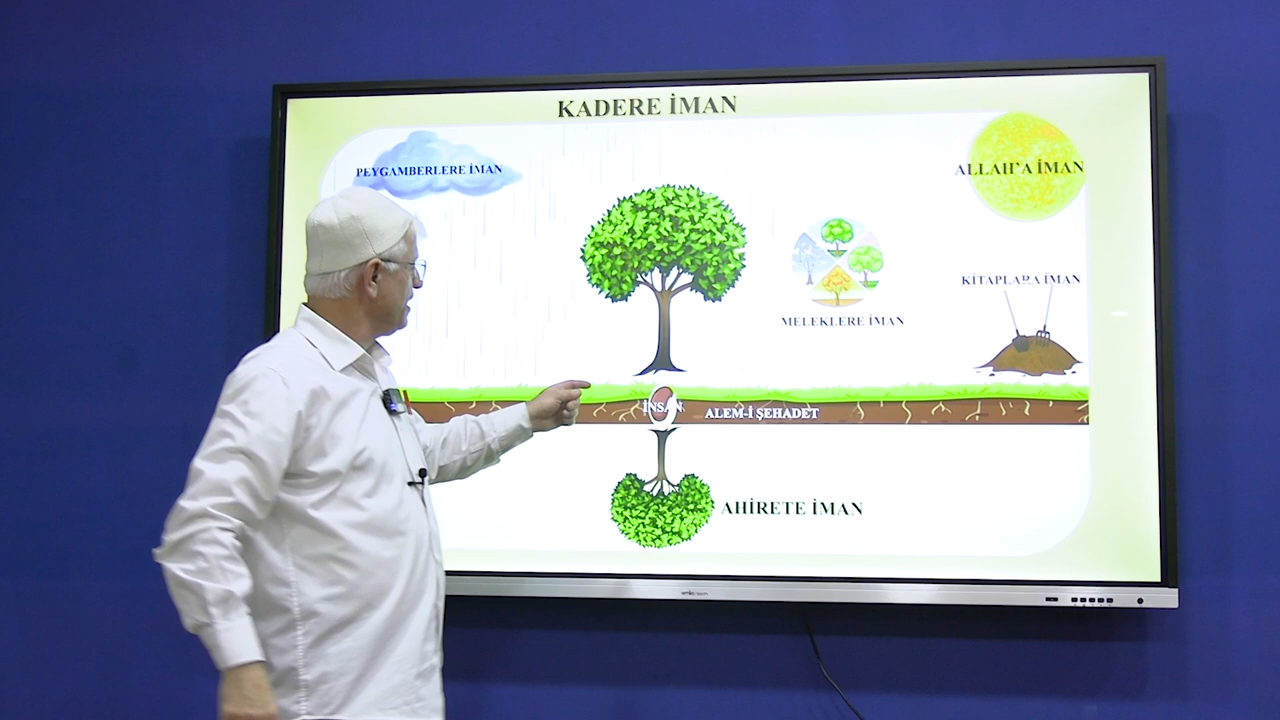 KADERE İMAN
PEYGAMBERLERE İMAN
ALLAH'A İMAN
KİTAPLARA İMAN
MELEKLERE İMAN
İNSAN
ALEM-İ ŞEHADET
AHİRETE İMAN